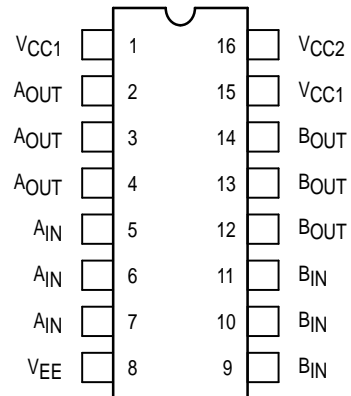 VCC1 1 16 VCC2
AOUT 2 15 VCC1
AOUT 3 14 BOUT
AOUT 4 13 BOUT
AIN 5 12 BOUT
AIN 6 11 BIN
AIN 7 10 BIN
VEE 8 9 BIN